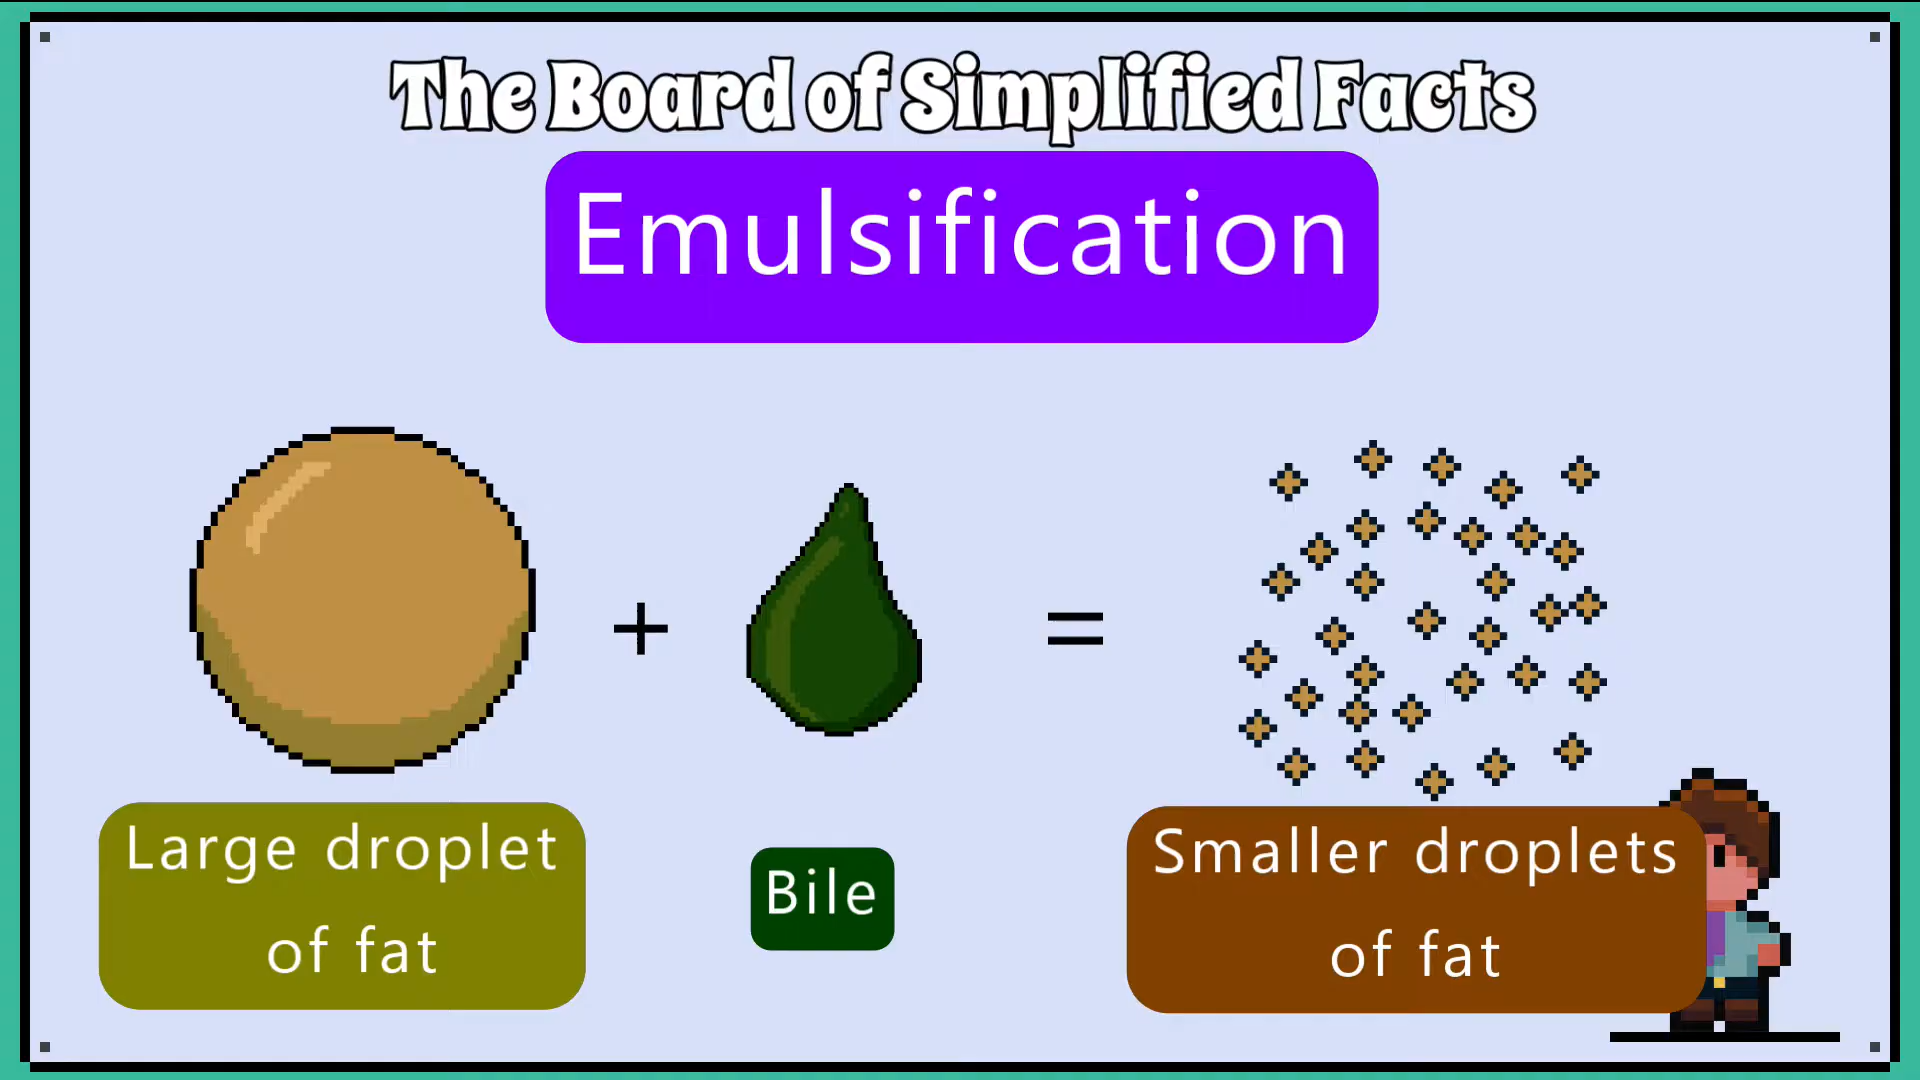 The Board of Simplified Facts
Emulsification
+
=
Large droplet
of fat
Bile
Smaller droplets
of fat